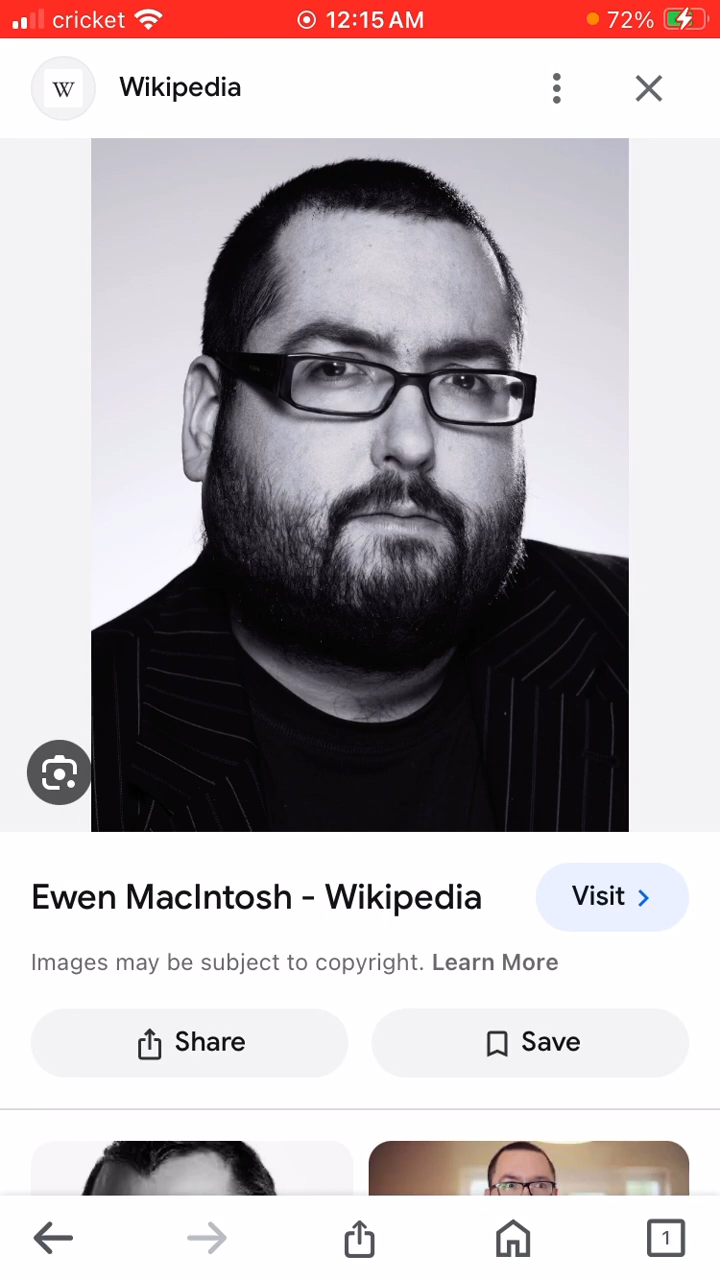 cricket 12:15 AM 72%
W Wikipedia
Ewen MacIntosh - Wikipedia
Visit
Images may be subject to copyright. Learn More
Share Save
1